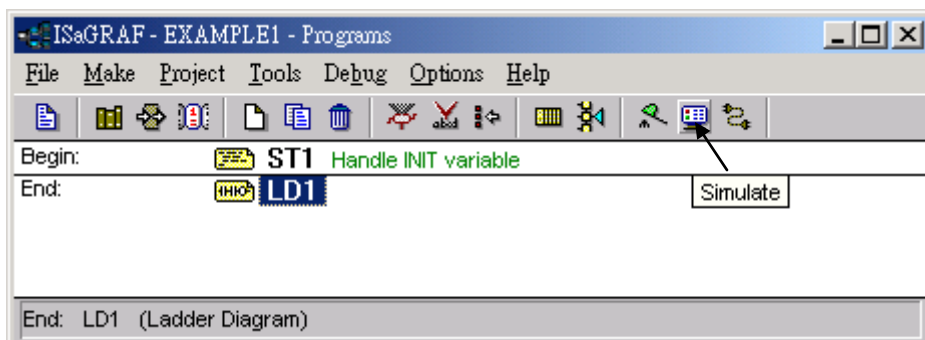 ISaGRAF - EXAMPLE1 - Programs
File Make Project Tools Debug Options Help
Begin: ST1 Handle INIT variable
End: LD1
Simulate
End: LD1 (Ladder Diagram)